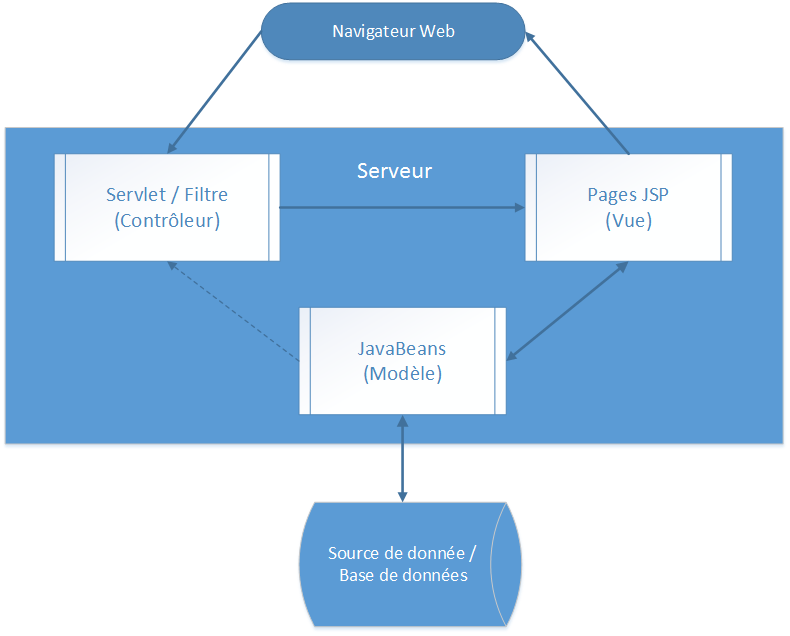 Navigateur Web
Serveur
Servlet / Filtre
(Contrôleur)
Pages JSP
(Vue)
JavaBeans
(Modèle)
Source de donnée /
Base de données